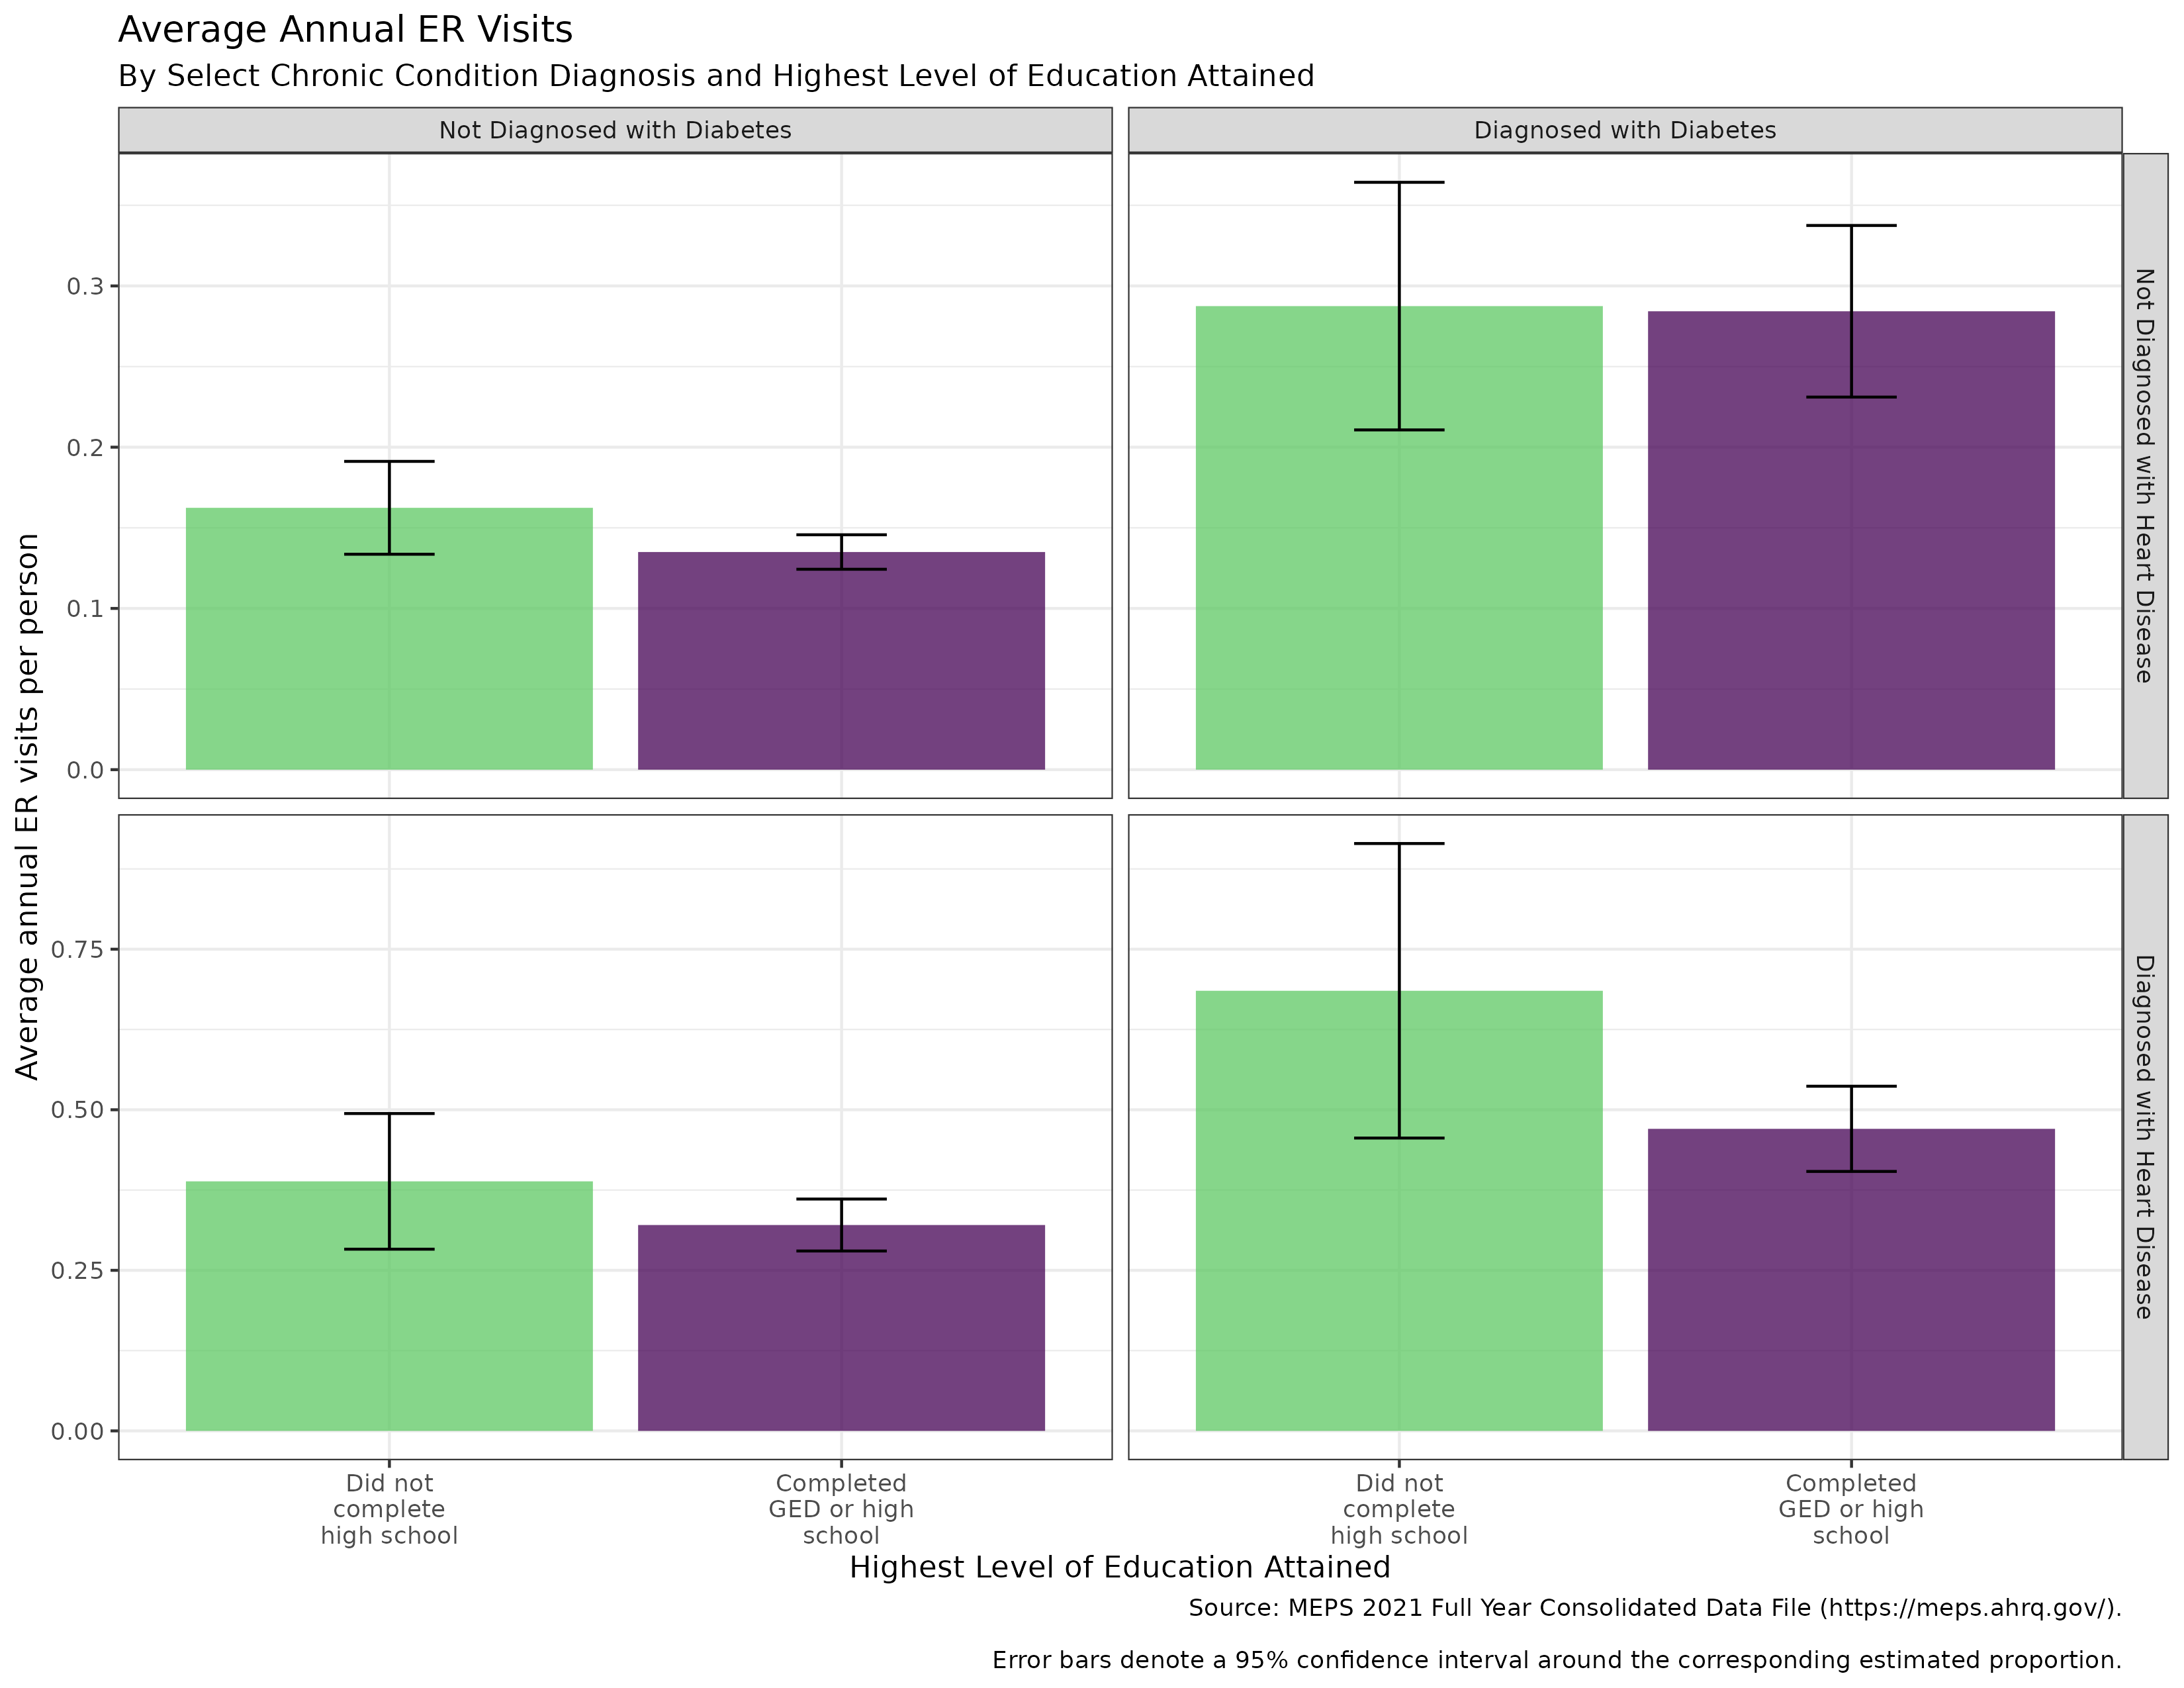 Average Annual ER Visits
By Select Chronic Condition Diagnosis and Highest Level of Education Attained
Not Diagnosed with Diabetes
Diagnosed with Diabetes
Not Diagnosed with Heart Disease
Diagnosed with Heart Disease
Average annual ER visits per person
0.3
0.2
0.1
0.0
0.75
0.50
0.25
0.00
Did not
complete
high school
Completed
GED or high
school
Did not
complete
high school
Completed
GED or high
school
Highest Level of Education Attained
Source: MEPS 2021 Full Year Consolidated Data File (https://meps.ahrq.gov/).
Error bars denote a 95% confidence interval around the corresponding estimated proportion.